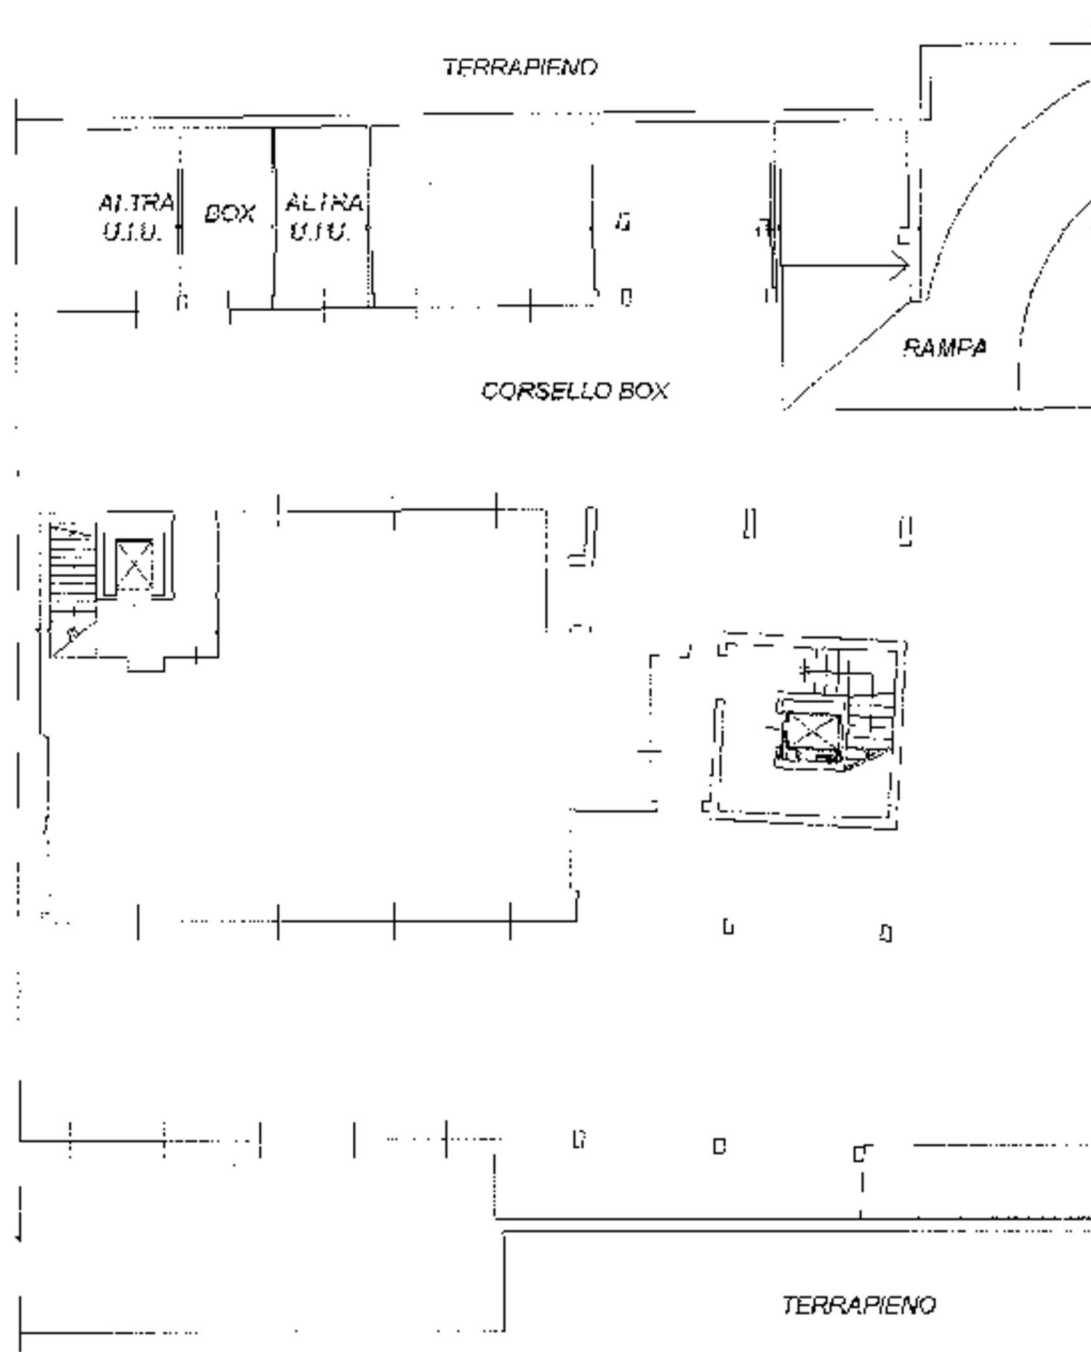 TERRAPIENO
ALTRA
U.I.U.
BOX
ALTRA
U.I.U.
RAMPA
CORSELLO BOX
TERRAPIENO